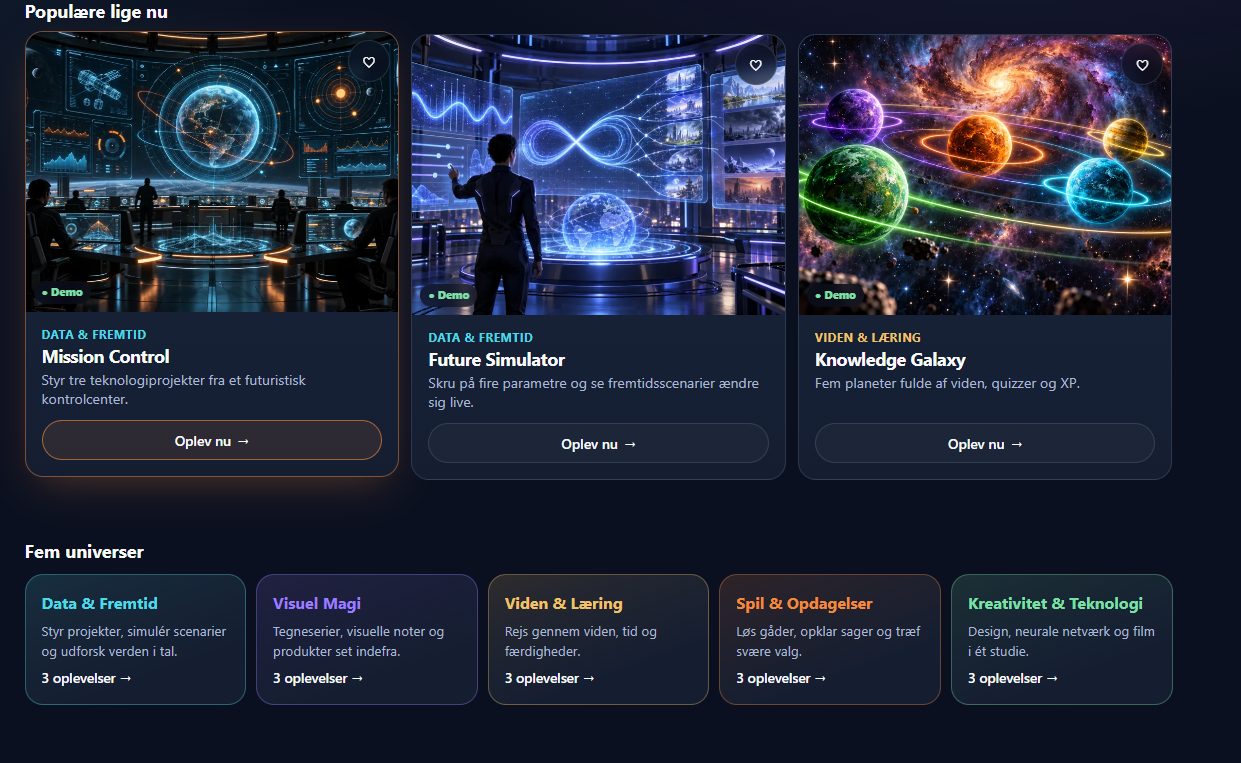 Populære lige nu
• Demo
DATA & FREMTID
Mission Control
Styr tre teknologiprojekter fra et futuristisk
kontrolcenter.
Oplev nu →
• Demo
DATA & FREMTID
Future Simulator
Skru på fire parametre og se fremtidsscenarier ændre
sig live.
Oplev nu →
• Demo
VIDEN & LÆRING
Knowledge Galaxy
Fem planeter fulde af viden, quizzer og XP.
Oplev nu →
Fem universer
Data & Fremtid
Styr projekter, simulér scenarier
og udforsk verden i tal.
3 oplevelser →
Visuel Magi
Tegneserier, visuelle noter og
produkter set indefra.
3 oplevelser →
Viden & Læring
Rejs gennem viden, tid og
færdigheder.
3 oplevelser →
Spil & Opdagelser
Løs gåder, opklar sager og træf
svære valg.
3 oplevelser →
Kreativitet & Teknologi
Design, neurale netværk og film
i ét studie.
3 oplevelser →